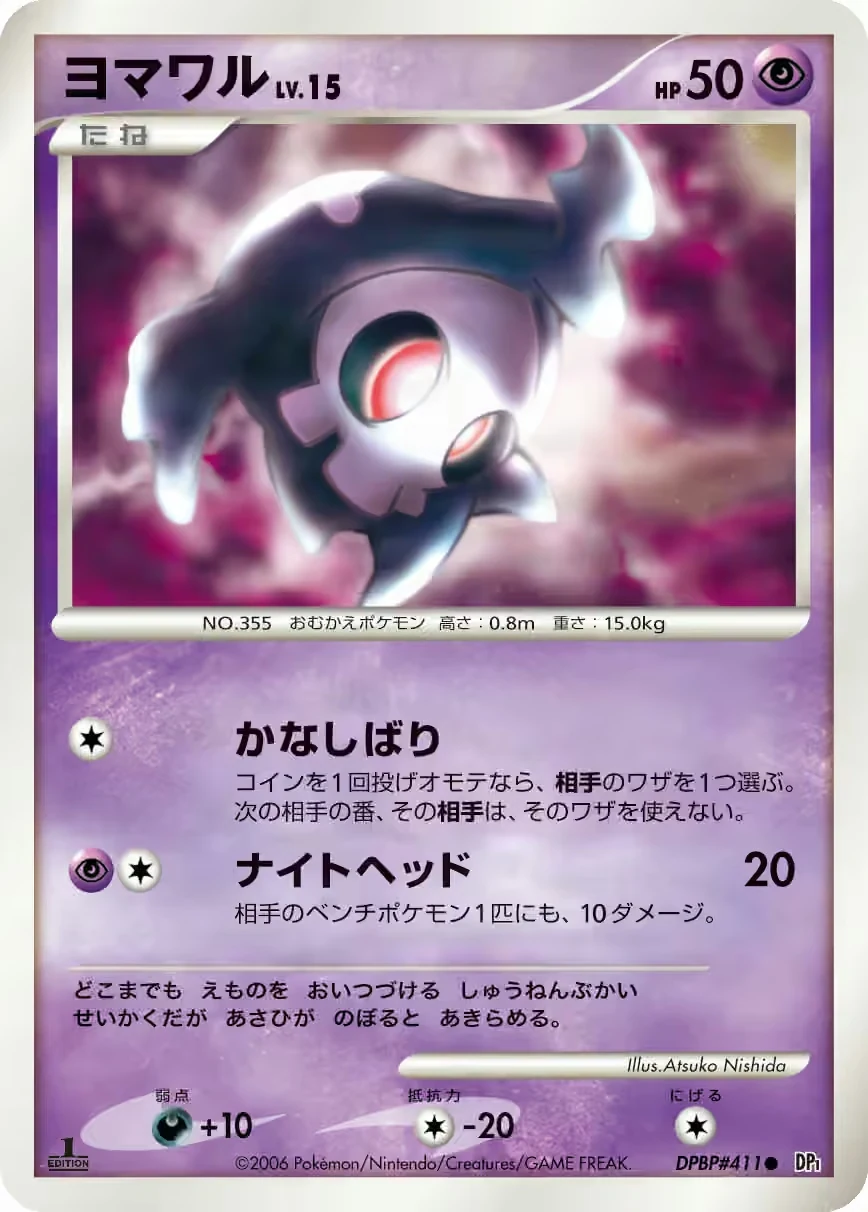 ヨマワル LV.15 HP 50
たね
NO.355 おむかえポケモン 高さ：0.8m 重さ：15.0kg
かなしばり
コインを1回投げオモテなら、相手のワザを1つ選ぶ。
次の相手の番、その相手は、そのワザを使えない。
ナイトヘッド 20
相手のベンチポケモン1匹にも、10ダメージ。
どこまでも えものを おいつづける しゅうねんぶかい
せいかくだが あさひが のぼると あきらめる。
Illus.Atsuko Nishida
弱点 抵抗力 にげる
+10 -20
1 EDITION
©2006 Pokémon/Nintendo/Creatures/GAME FREAK. DPBP#411● DP1